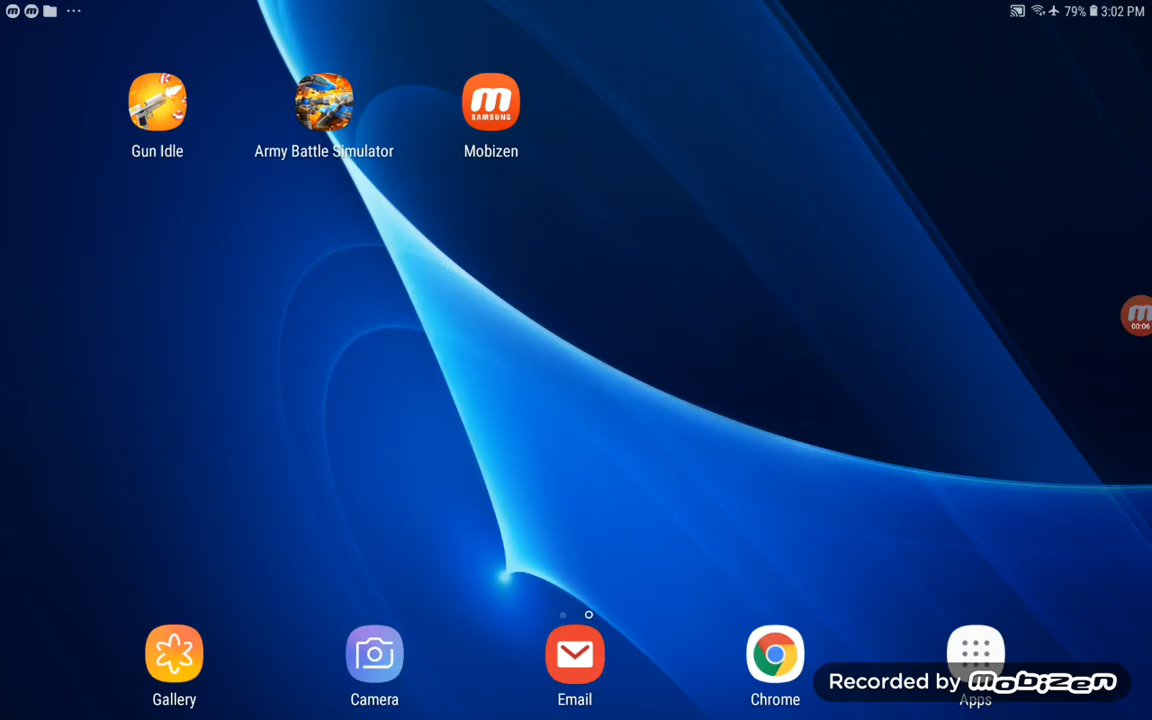 79% 3:02 PM
m SAMSUNG
Gun Idle
Army Battle Simulator
Mobizen
m
00:06
Gallery
Camera
Email
Chrome
Apps
Recorded by mobizen